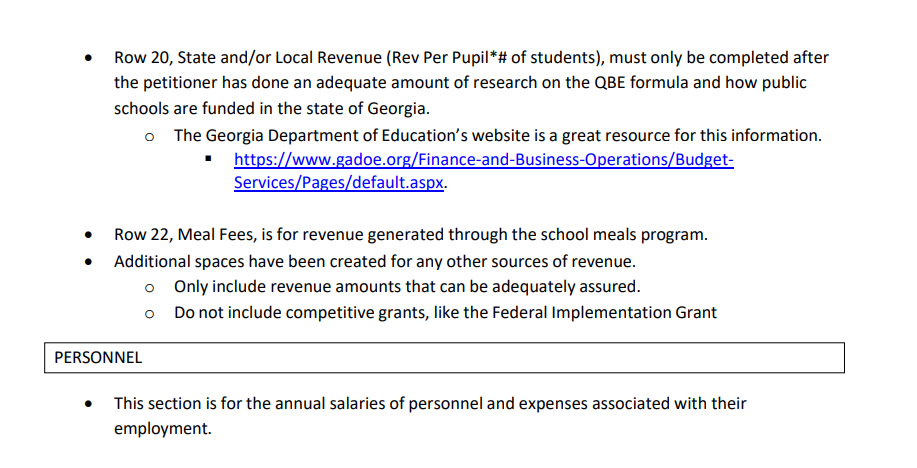 • Row 20, State and/or Local Revenue (Rev Per Pupil*# of students), must only be completed after
the petitioner has done an adequate amount of research on the QBE formula and how public
schools are funded in the state of Georgia.
o The Georgia Department of Education’s website is a great resource for this information.
▪ https://www.gadoe.org/Finance-and-Business-Operations/Budget-
Services/Pages/default.aspx.
• Row 22, Meal Fees, is for revenue generated through the school meals program.
• Additional spaces have been created for any other sources of revenue.
o Only include revenue amounts that can be adequately assured.
o Do not include competitive grants, like the Federal Implementation Grant
PERSONNEL
• This section is for the annual salaries of personnel and expenses associated with their
employment.